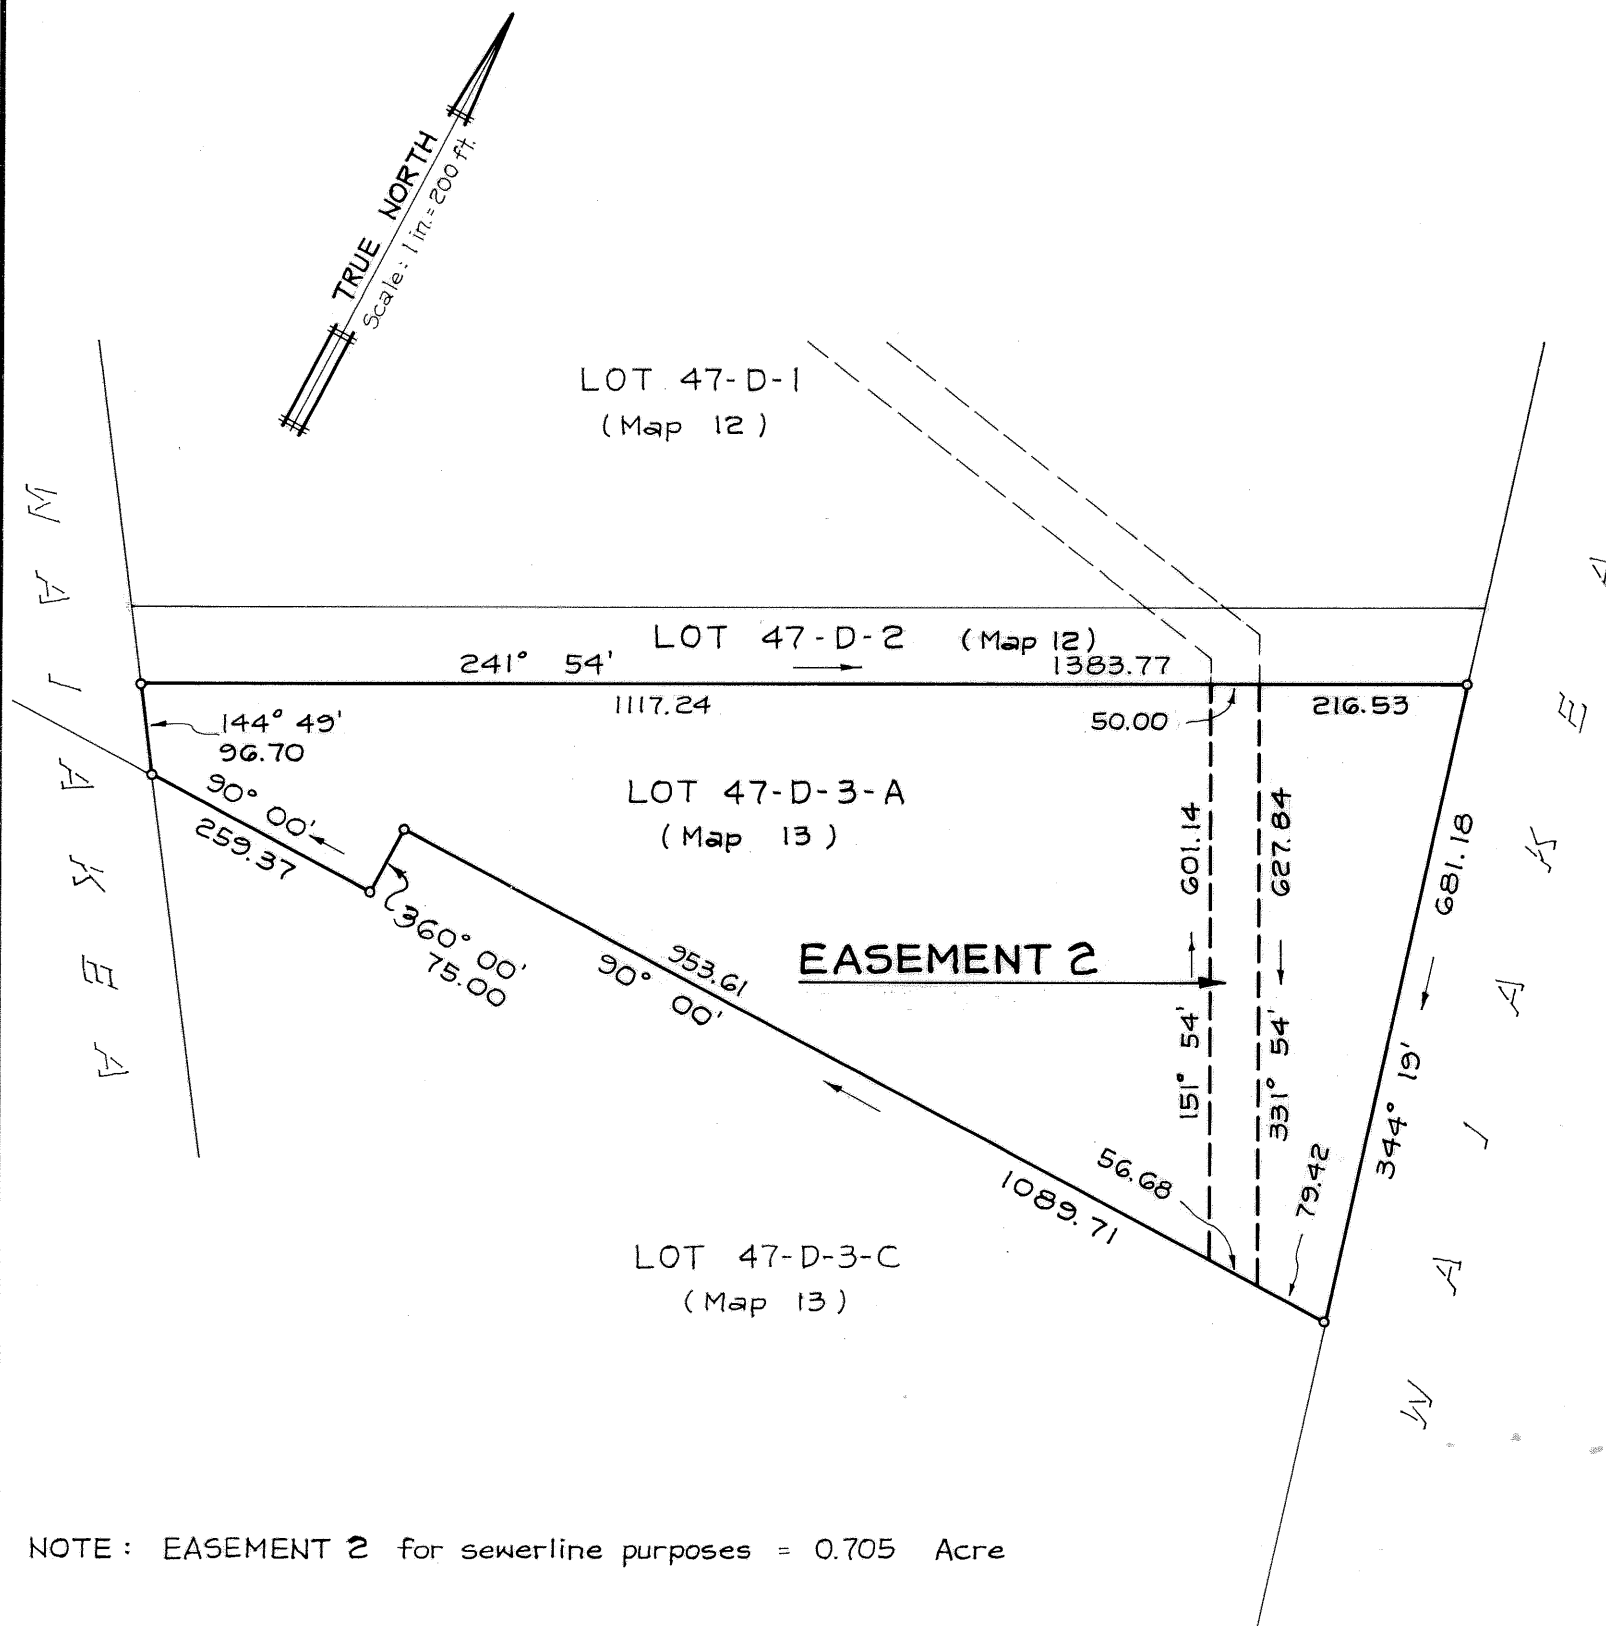 TRUE NORTH
Scale: 1 in.= 200 ft.
LOT 47-D-1
(Map 12)
WAIAKEA
WAIAKEA
LOT 47-D-2 (Map 12)
241° 54' 1383.77
1117.24
50.00
216.53
144° 49'
96.70
90° 00'
259.37
LOT 47-D-3-A
(Map 13)
601.14
627.84
681.18
360° 00'
75.00
953.61
90° 00'
EASEMENT 2
151° 54'
331° 54'
344° 19'
56.68
79.42
1089.71
LOT 47-D-3-C
(Map 13)
NOTE: EASEMENT 2 for sewerline purposes = 0.705 Acre